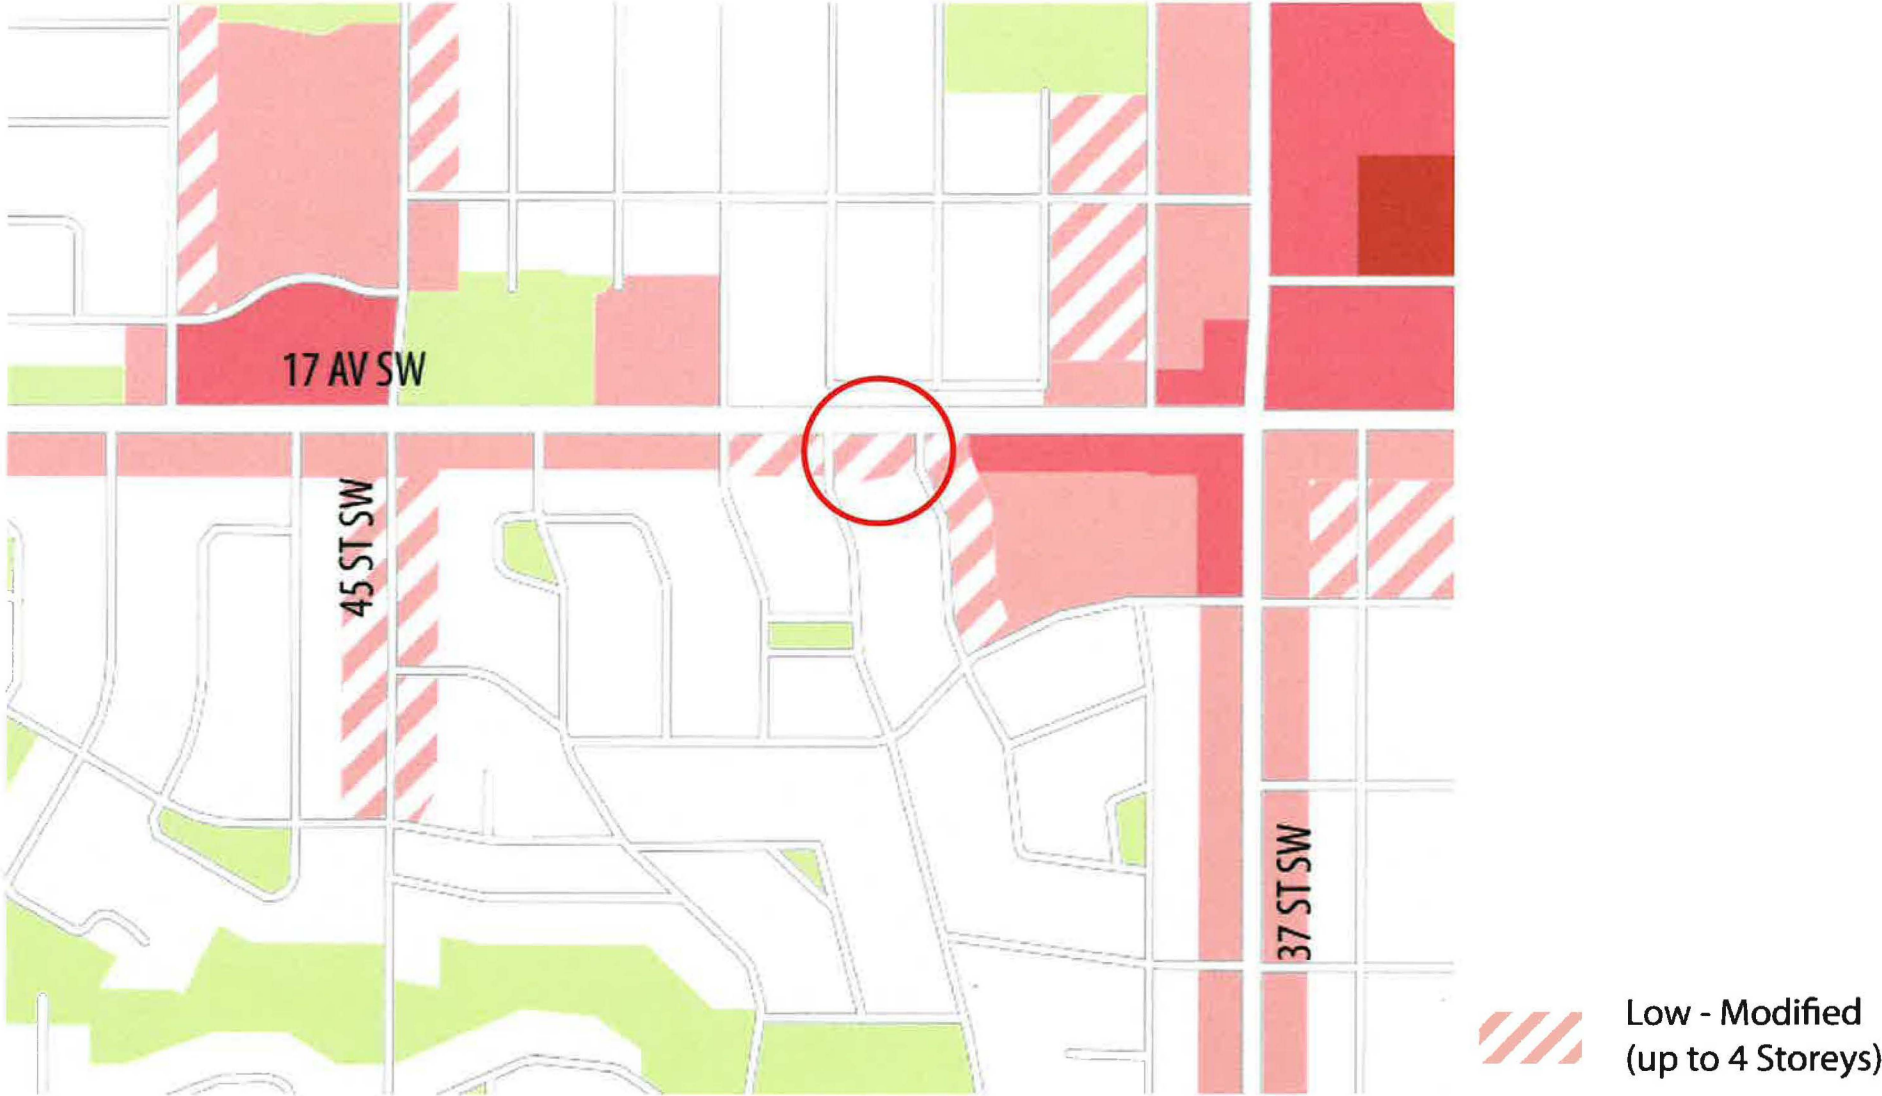 17 AV SW
45 ST SW
37 ST SW
Low - Modified
(up to 4 Storeys)